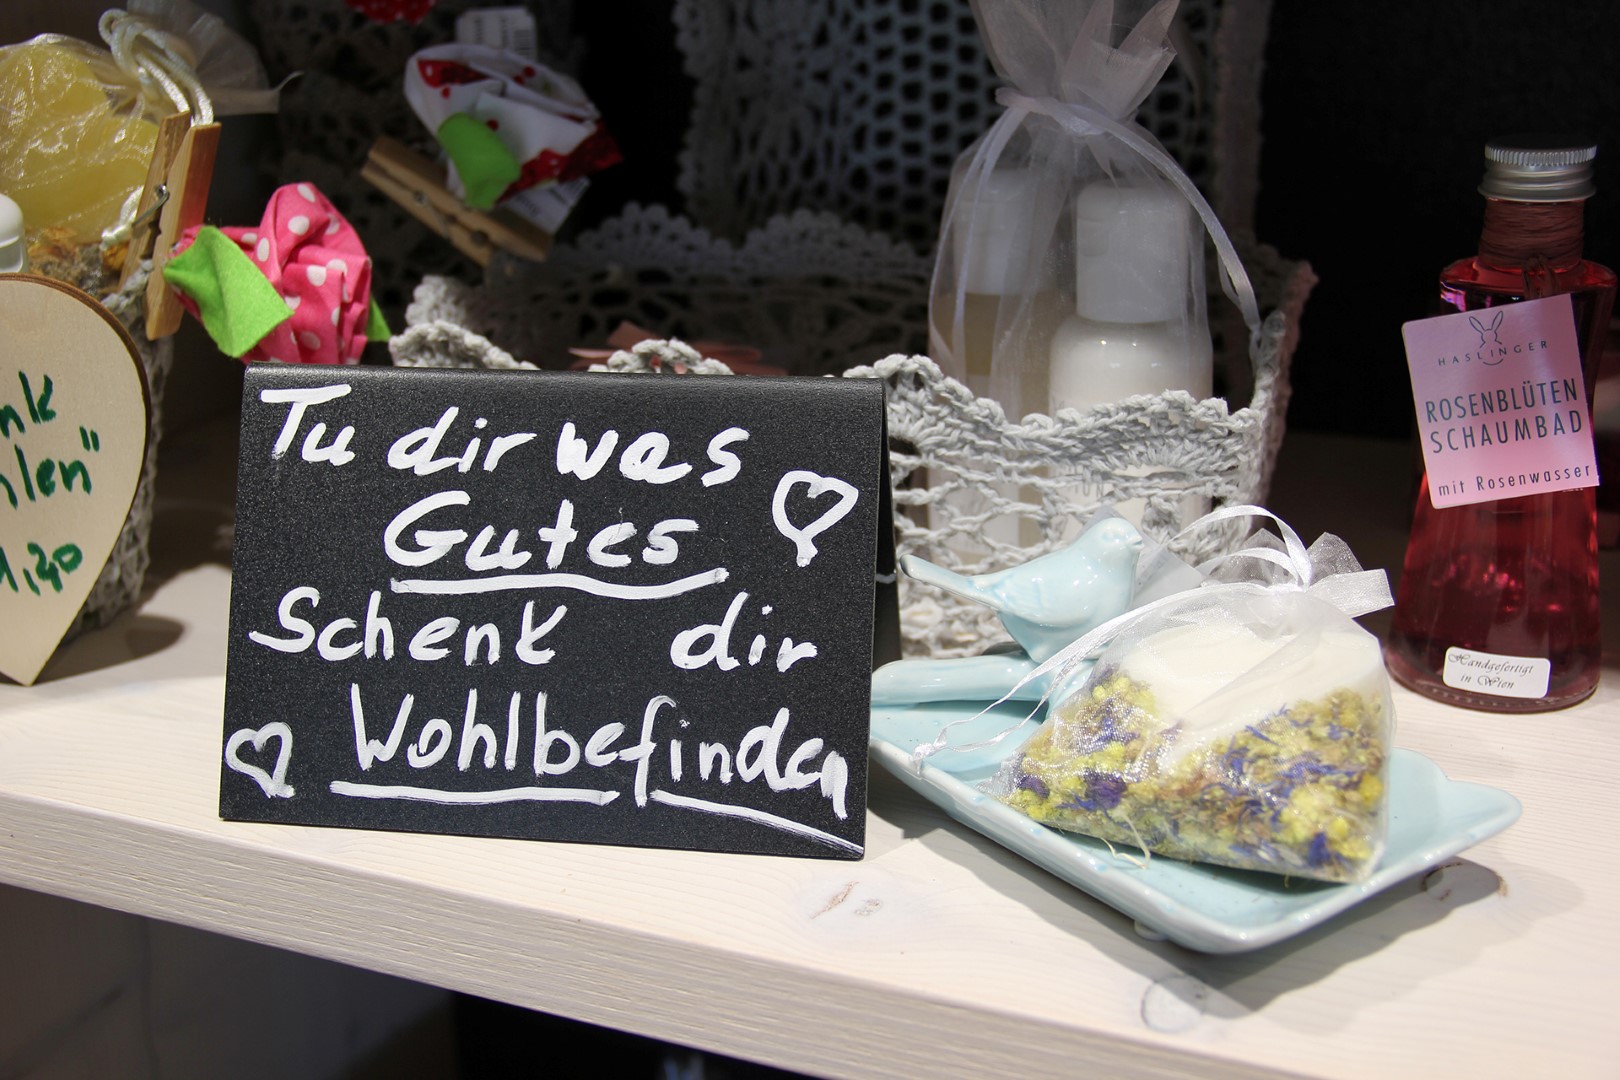 Tu dir was
Gutes
Schenk dir
Wohlbefinden
HASLINGER
ROSENBLÜTEN
SCHAUMBAD
mit Rosenwasser
Handgefertigt
in Wien